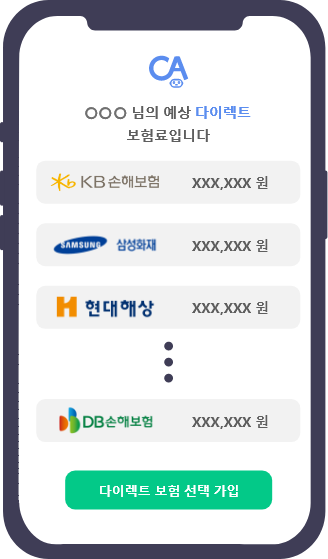 CA
○○○ 님의 예상 다이렉트
보험료입니다
KB손해보험 XXX,XXX 원
SAMSUNG 삼성화재 XXX,XXX 원
현대해상 XXX,XXX 원
DB손해보험 XXX,XXX 원
다이렉트 보험 선택 가입